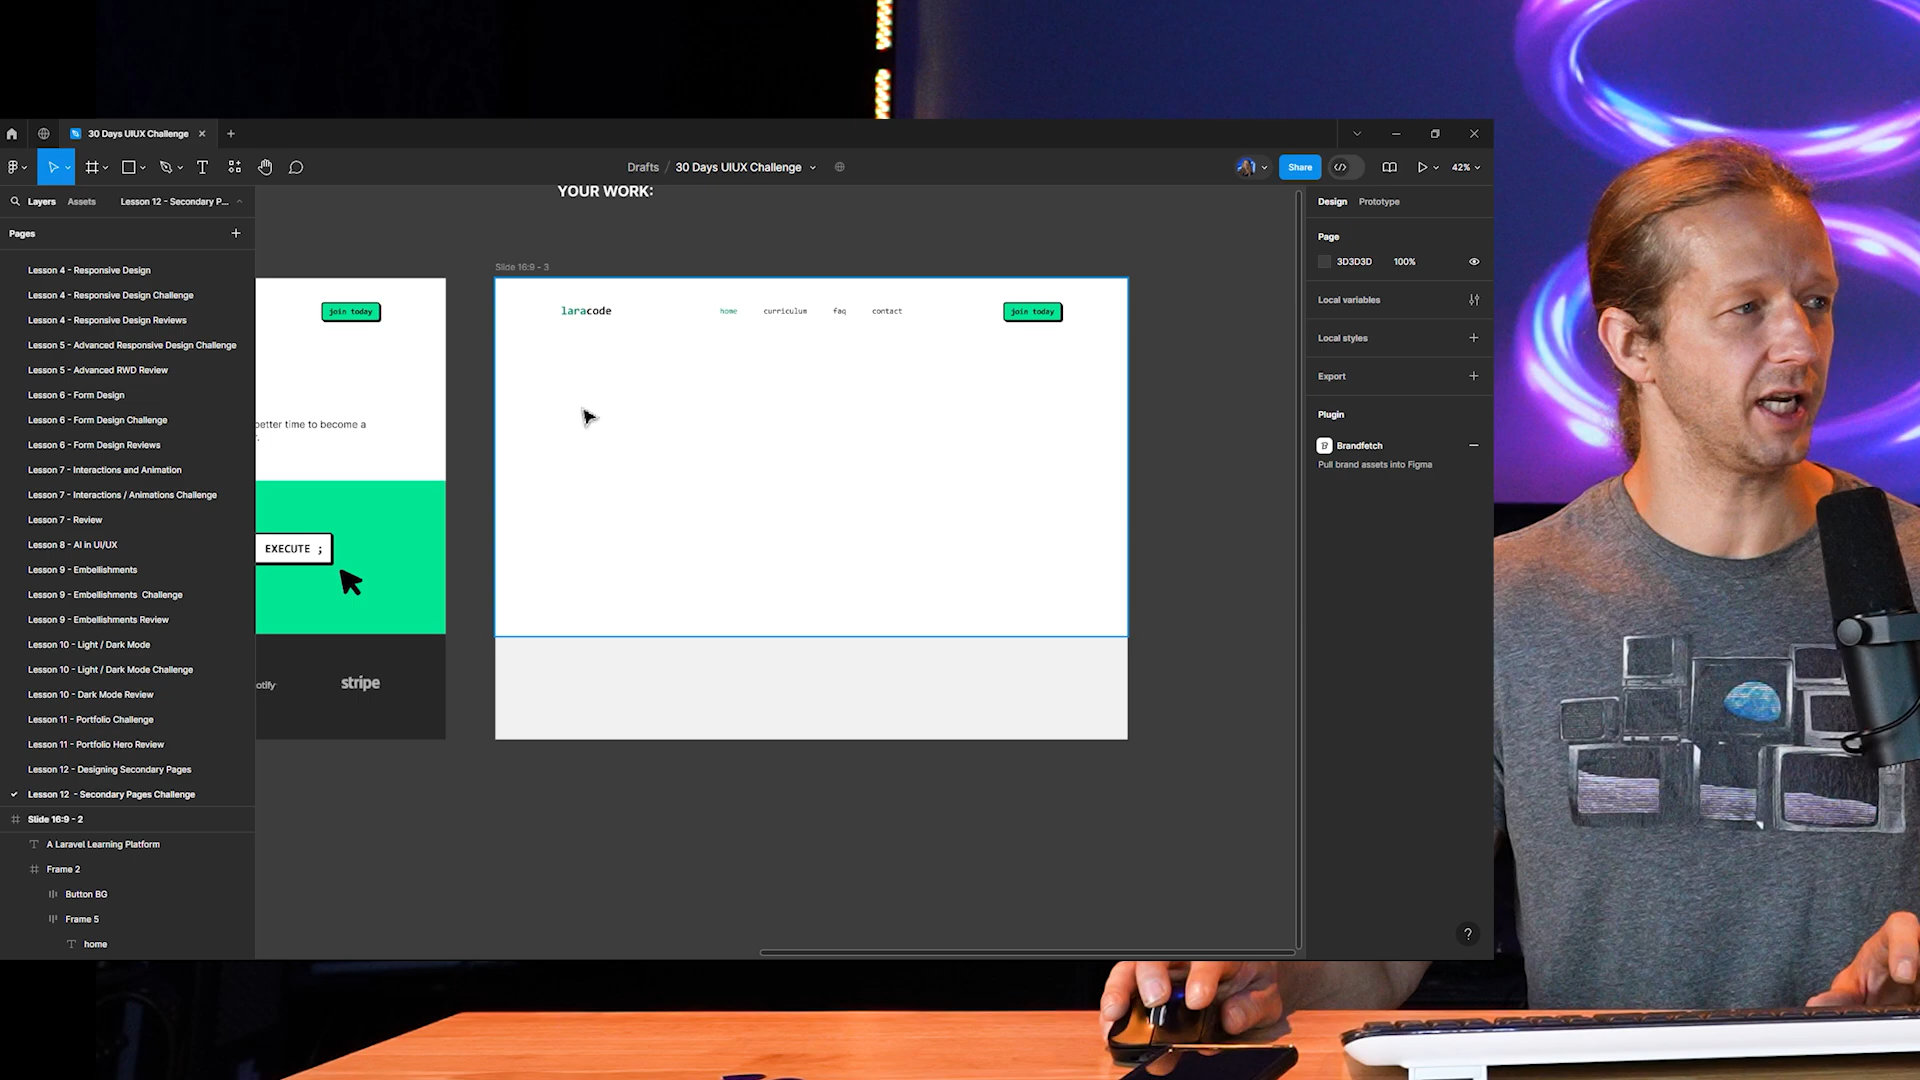 30 Days UIUX Challenge
Drafts / 30 Days UIUX Challenge
Share
42%
Layers
Assets
Lesson 12 - Secondary P...
Pages
Lesson 4 - Responsive Design
Lesson 4 - Responsive Design Challenge
Lesson 4 - Responsive Design Reviews
Lesson 5 - Advanced Responsive Design Challenge
Lesson 5 - Advanced RWD Review
Lesson 6 - Form Design
Lesson 6 - Form Design Challenge
Lesson 6 - Form Design Reviews
Lesson 7 - Interactions and Animation
Lesson 7 - Interactions / Animations Challenge
Lesson 7 - Review
Lesson 8 - AI in UI/UX
Lesson 9 - Embellishments
Lesson 9 - Embellishments Challenge
Lesson 9 - Embellishments Review
Lesson 10 - Light / Dark Mode
Lesson 10 - Light / Dark Mode Challenge
Lesson 10 - Dark Mode Review
Lesson 11 - Portfolio Challenge
Lesson 11 - Portfolio Hero Review
Lesson 12 - Designing Secondary Pages
Lesson 12 - Secondary Pages Challenge
Slide 16:9 - 2
A Laravel Learning Platform
Frame 2
Button BG
Frame 5
home
YOUR WORK:
join today
better time to become a
EXECUTE ;
otify
stripe
Slide 16:9 - 3
laracode
home
curriculum
faq
contact
join today
Design
Prototype
Page
3D3D3D
100%
Local variables
Local styles
Export
Plugin
Brandfetch
Pull brand assets into Figma
?